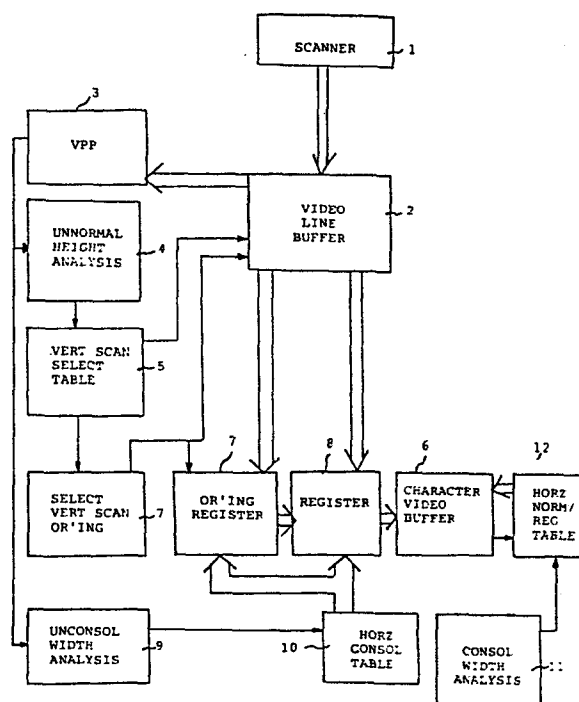 SCANNER
1
3
VPP
VIDEO
LINE
BUFFER
2
UNNORMAL
HEIGHT
ANALYSIS
4
VERT SCAN
SELECT
TABLE
5
SELECT
VERT SCAN
OR'ING
7
7
OR'ING
REGISTER
8
REGISTER
6
CHARACTER
VIDEO
BUFFER
12
HORZ
NORM/
REG
TABLE
UNCONSOL
WIDTH
ANALYSIS
9
10
HORZ
CONSOL
TABLE
CONSOL
WIDTH
ANALYSIS
11